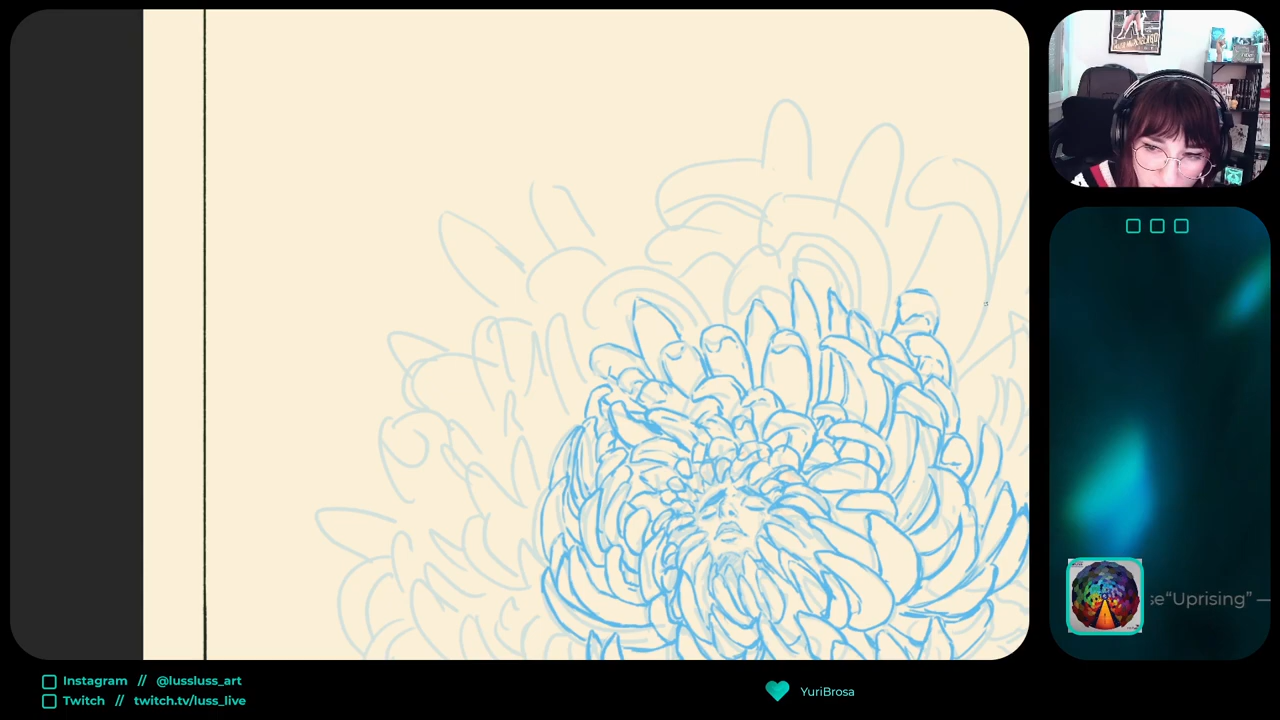 se“Uprising” —
Instagram // @lussluss_art
Twitch // twitch.tv/luss_live
YuriBrosa